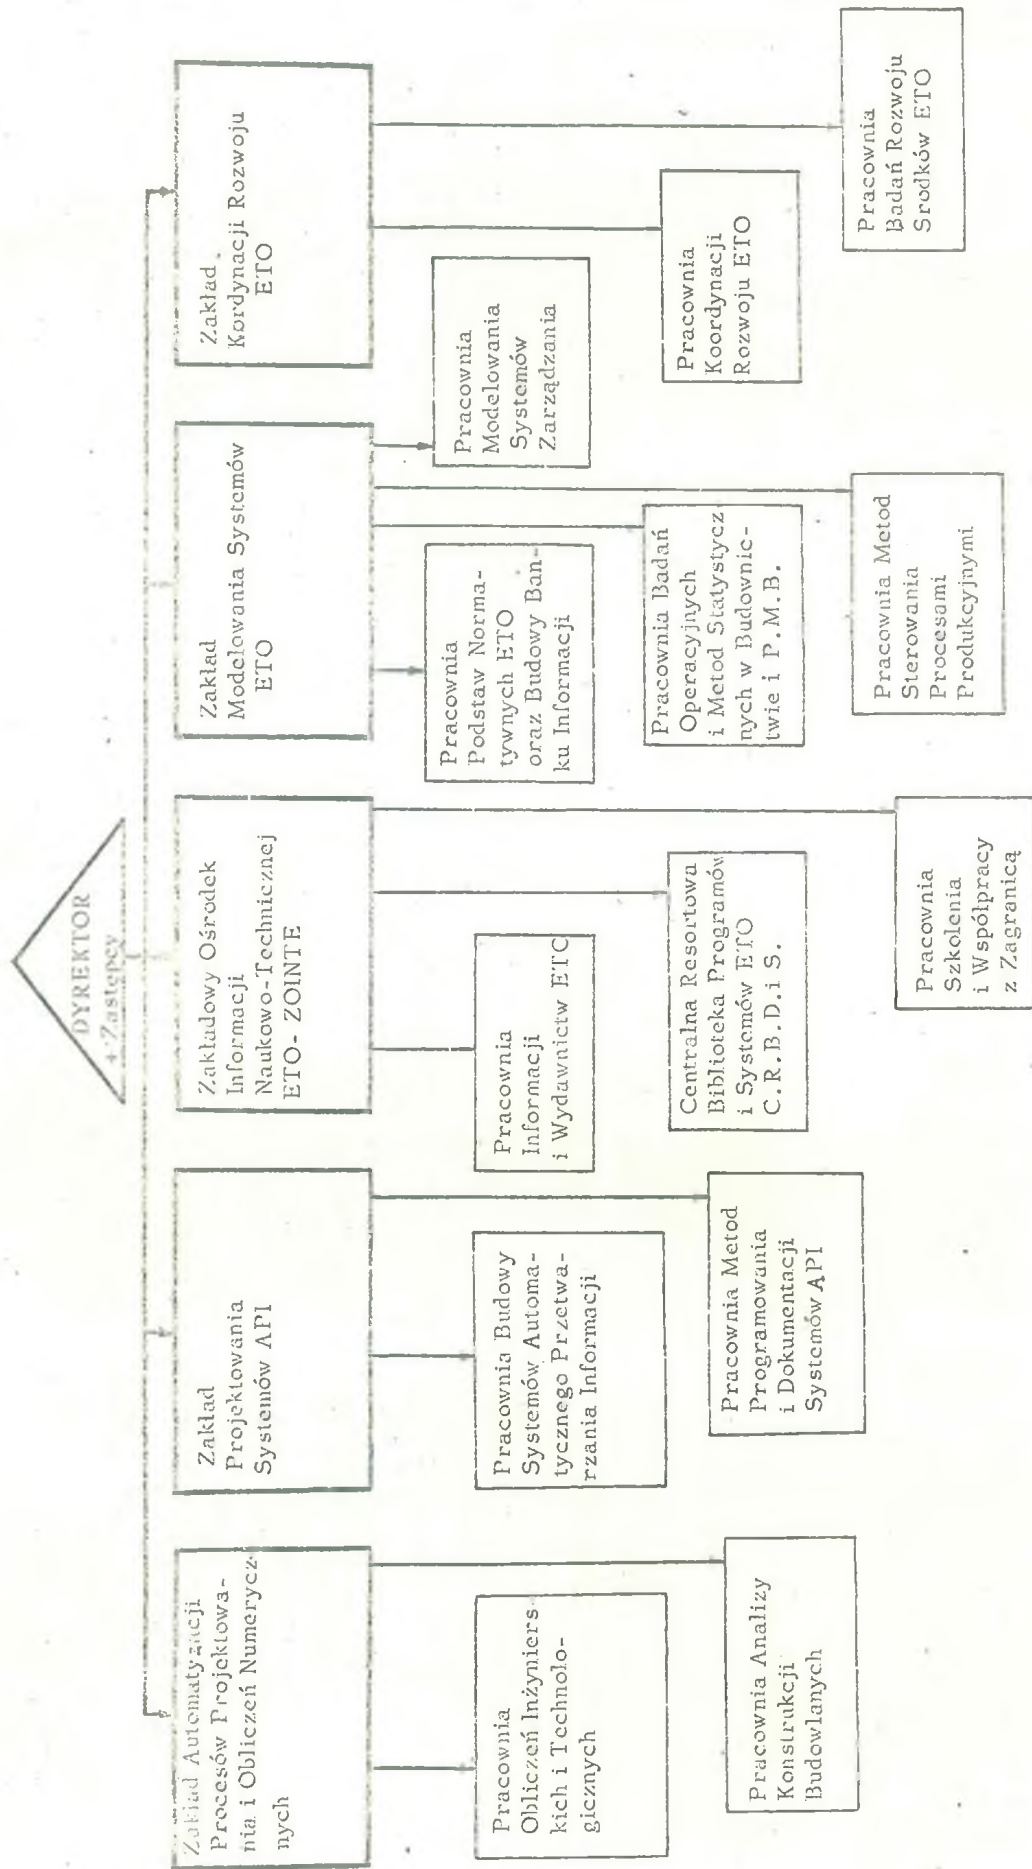 DYREKTOR
+ Zastępcy
Zakład Automatyzacji
Procesów Projektowa-
nia i Obliczeń Numerycz
nych
Zakład
Projektowania
Systemów API
Zakładowy Ośrodek
Informacji
Naukowo-Technicznej
ETO- ZOINTE
Zakład
Modelowania Systemów
ETO
Zakład
Kordynacji Rozwoju
ETO
Pracownia
Obliczeń Inżyniers
kich i Technolo-
gicznych
Pracownia Analizy
Konstrukcji
Budowlanych
Pracownia Budowy
Systemów Automa-
tycznego Przetwa-
rzania Informacji
Pracownia Metod
Programowania
i Dokumentacji
Systemów API
Pracownia
Informacji
i Wydawnictw ETO
Centralna Resortowa
Biblioteka Programów
i Systemów ETO
C.R.B.D.i S.
Pracownia
Szkolenia
i Współpracy
z Zagranicą
Pracownia
Podstaw Norma-
tywnych ETO
oraz Budowy Ban-
ku Informacji
Pracownia
Modelowania
Systemów
Zarządzania
Pracownia Badań
Operacyjnych
i Metod Statystycz
nych w Budownic-
twie i P.M.B.
Pracownia Metod
Sterowania
Procesami
Produkcyjnymi
Pracownia
Koordynacji
Rozwoju ETO
Pracownia
Badań Rozwoju
Srodków ETO